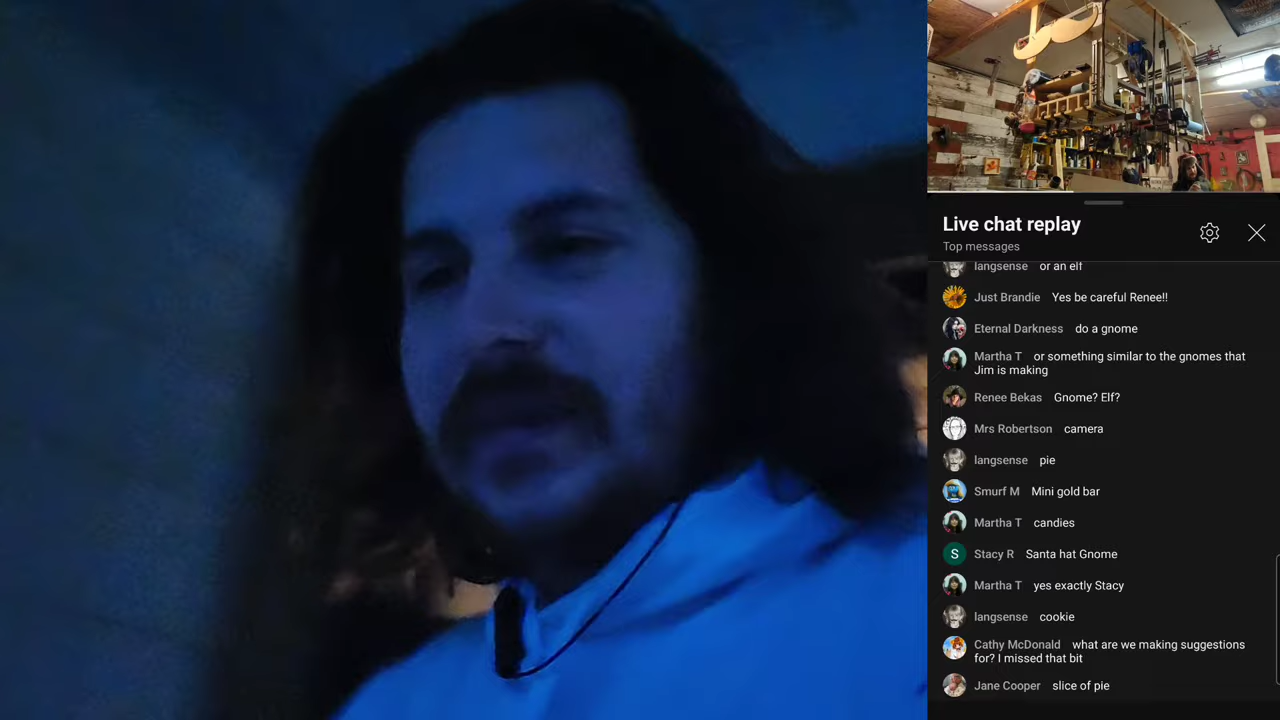 Live chat replay
Top messages
langsense or an elf
Just Brandie Yes be careful Renee!!
Eternal Darkness do a gnome
Martha T or something similar to the gnomes that
Jim is making
Renee Bekas Gnome? Elf?
Mrs Robertson camera
langsense pie
Smurf M Mini gold bar
Martha T candies
S Stacy R Santa hat Gnome
Martha T yes exactly Stacy
langsense cookie
Cathy McDonald what are we making suggestions
for? I missed that bit
Jane Cooper slice of pie